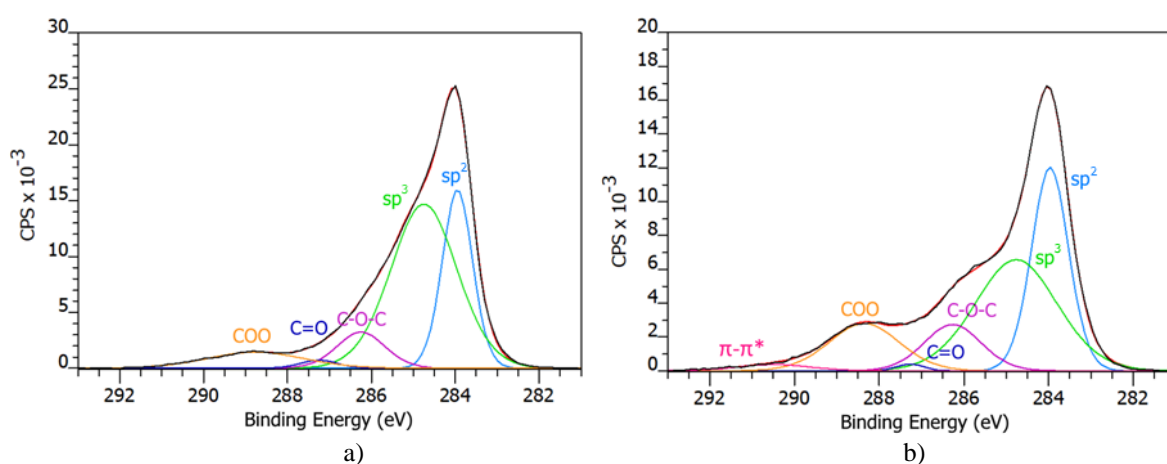 30
25
20
15
10
5
0
CPS x 10⁻³
sp³
sp²
COO
C=O
C-O-C
292 290 288 286 284 282
Binding Energy (eV)
a)
20
18
16
14
12
10
8
6
4
2
0
CPS x 10⁻³
sp²
sp³
COO
C-O-C
C=O
π-π*
292 290 288 286 284 282
Binding Energy (eV)
b)